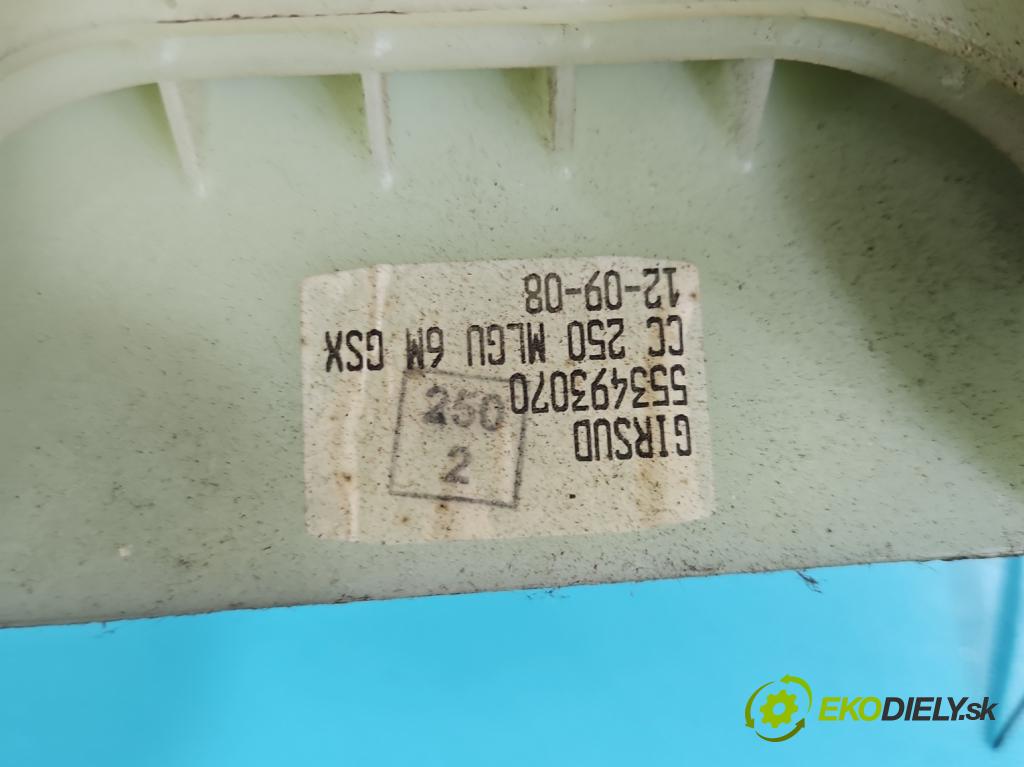 GIRSUD
553493070
CC 250 MLGU 6M GSX
12-09-08
250
2
EKODIELY.sk